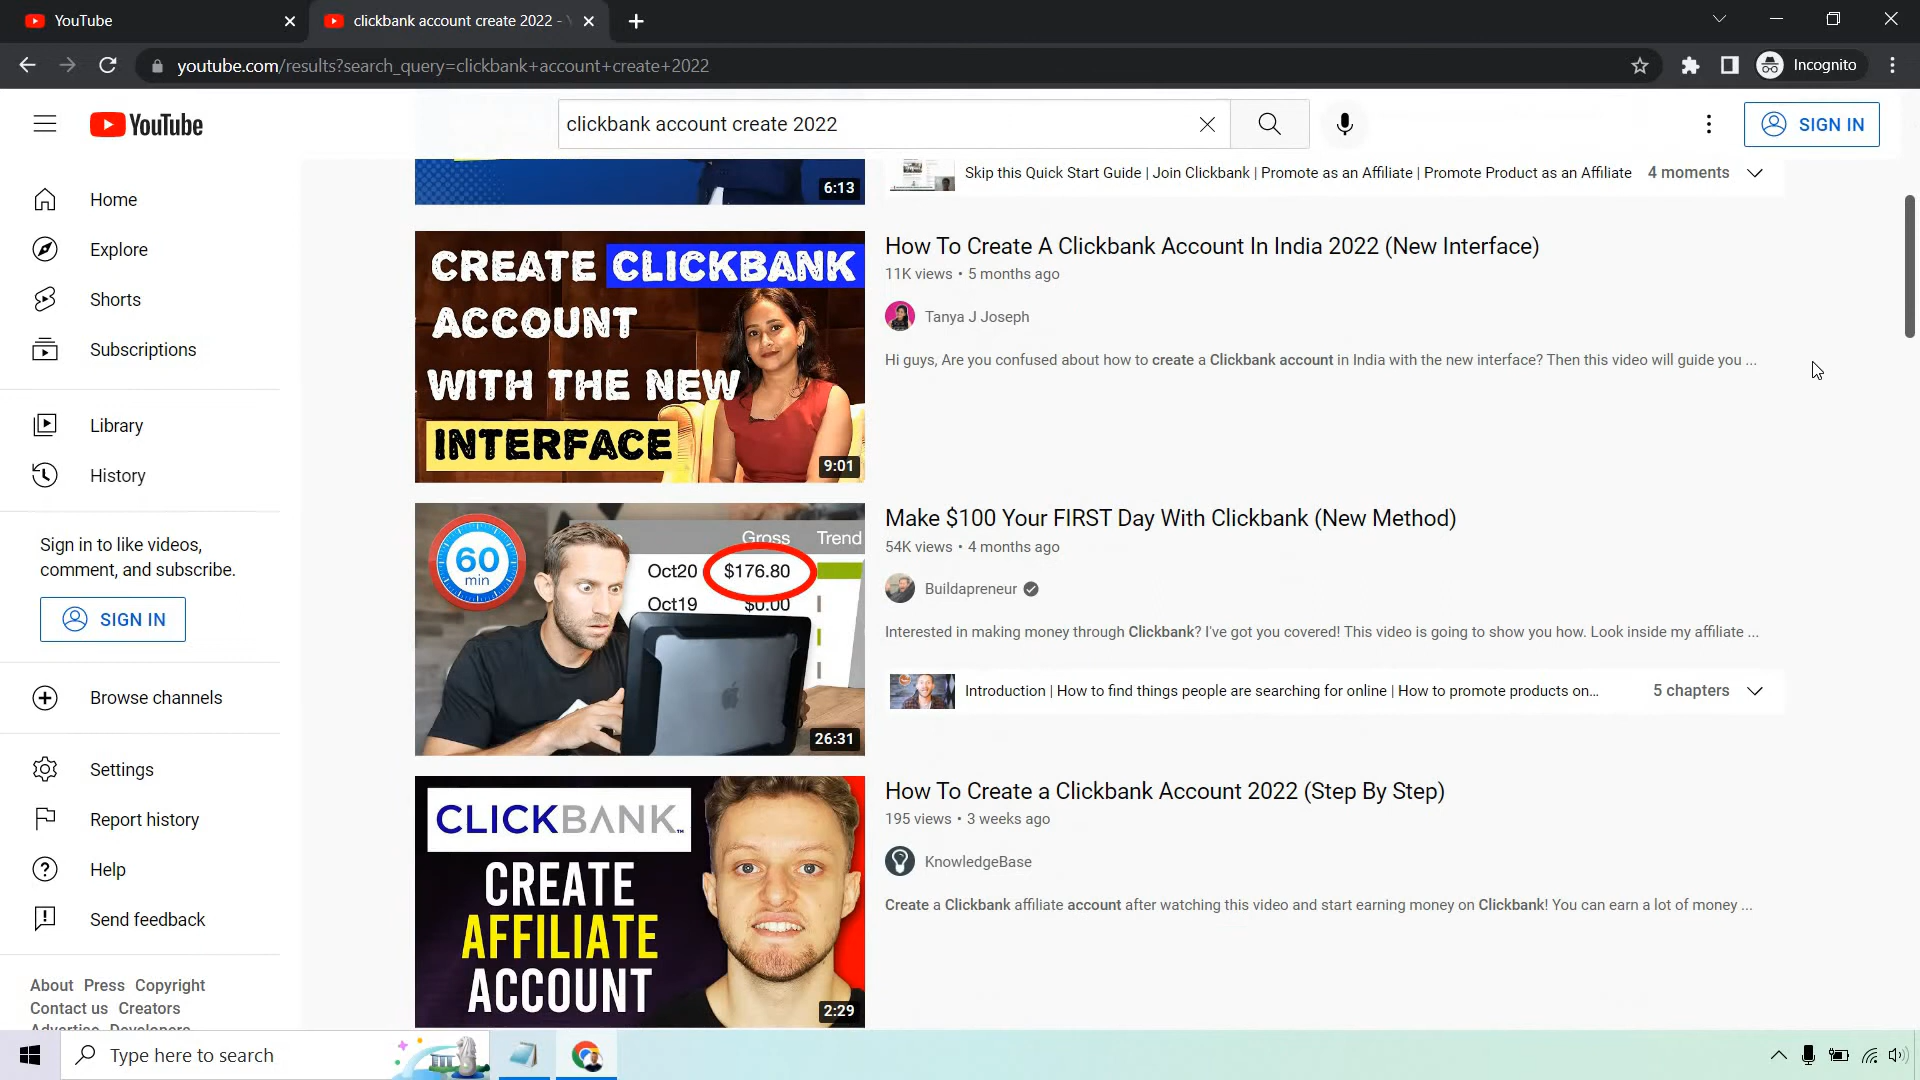 YouTube
clickbank account create 2022 -
youtube.com/results?search_query=clickbank+account+create+2022
Incognito
YouTube
clickbank account create 2022
SIGN IN
Home
Explore
Shorts
Subscriptions
Library
History
Sign in to like videos,
comment, and subscribe.
SIGN IN
Browse channels
Settings
Report history
Help
Send feedback
About Press Copyright
Contact us Creators
Advertise Developers
6:13
Skip this Quick Start Guide | Join Clickbank | Promote as an Affiliate | Promote Product as an Affiliate
4 moments
CREATE CLICKBANK
ACCOUNT
WITH THE NEW
INTERFACE
9:01
How To Create A Clickbank Account In India 2022 (New Interface)
11K views • 5 months ago
Tanya J Joseph
Hi guys, Are you confused about how to create a Clickbank account in India with the new interface? Then this video will guide you ...
60
min
Gross Trend
Oct20 $176.80
Oct19 $0.00
26:31
Make $100 Your FIRST Day With Clickbank (New Method)
54K views • 4 months ago
Buildapreneur
Interested in making money through Clickbank? I've got you covered! This video is going to show you how. Look inside my affiliate ...
Introduction | How to find things people are searching for online | How to promote products on...
5 chapters
CLICKBANK™
CREATE
AFFILIATE
ACCOUNT
2:29
How To Create a Clickbank Account 2022 (Step By Step)
195 views • 3 weeks ago
KnowledgeBase
Create a Clickbank affiliate account after watching this video and start earning money on Clickbank! You can earn a lot of money ...
Type here to search